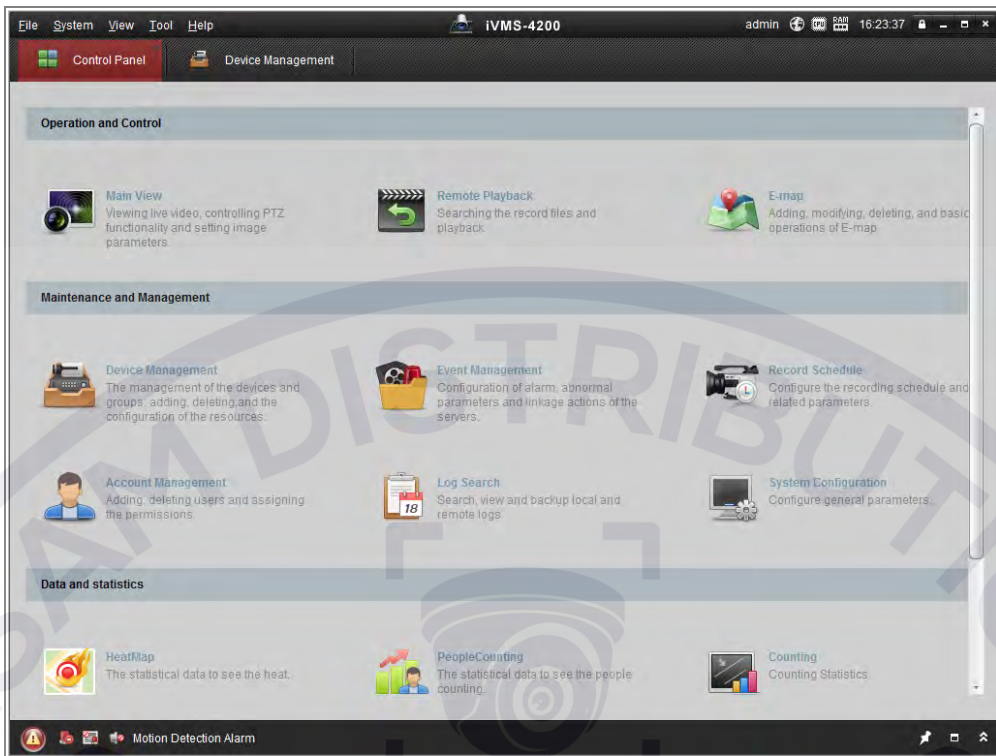 File System View Tool Help iVMS-4200 admin CPU RAM 16:23:37
Control Panel Device Management
Operation and Control
Main View
Viewing live video, controlling PTZ
functionality and setting image
parameters.
Remote Playback
Searching the record files and
playback.
E-map
Adding, modifying, deleting, and basic
operations of E-map.
Maintenance and Management
Device Management
The management of the devices and
groups: adding, deleting,and the
configuration of the resources.
Event Management
Configuration of alarm, abnormal
parameters and linkage actions of the
servers.
Record Schedule
Configure the recording schedule and
related parameters.
Account Management
Adding, deleting users and assigning
the permissions.
Log Search
Search, view and backup local and
remote logs.
18
System Configuration
Configure general parameters.
Data and statistics
HeatMap
The statistical data to see the heat.
PeopleCounting
The statistical data to see the people
counting.
Counting
Counting Statistics
Motion Detection Alarm
SAM DISTRIBUTIO